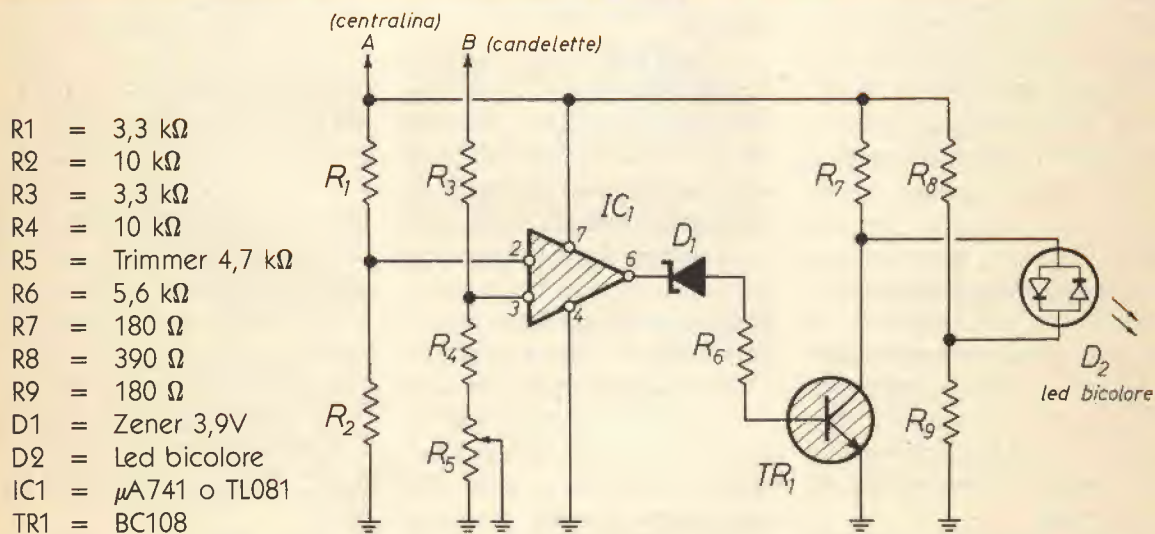 (centralina)
A
B (candelette)
R1 = 3,3 kΩ
R2 = 10 kΩ
R3 = 3,3 kΩ
R4 = 10 kΩ
R5 = Trimmer 4,7 kΩ
R6 = 5,6 kΩ
R7 = 180 Ω
R8 = 390 Ω
R9 = 180 Ω
D1 = Zener 3,9V
D2 = Led bicolore
IC1 = µA741 o TL081
TR1 = BC108
R1
R3
R7
R8
IC1
2
7
6
3
4
D1
R4
R6
D2
led bicolore
R2
R5
R9
TR1